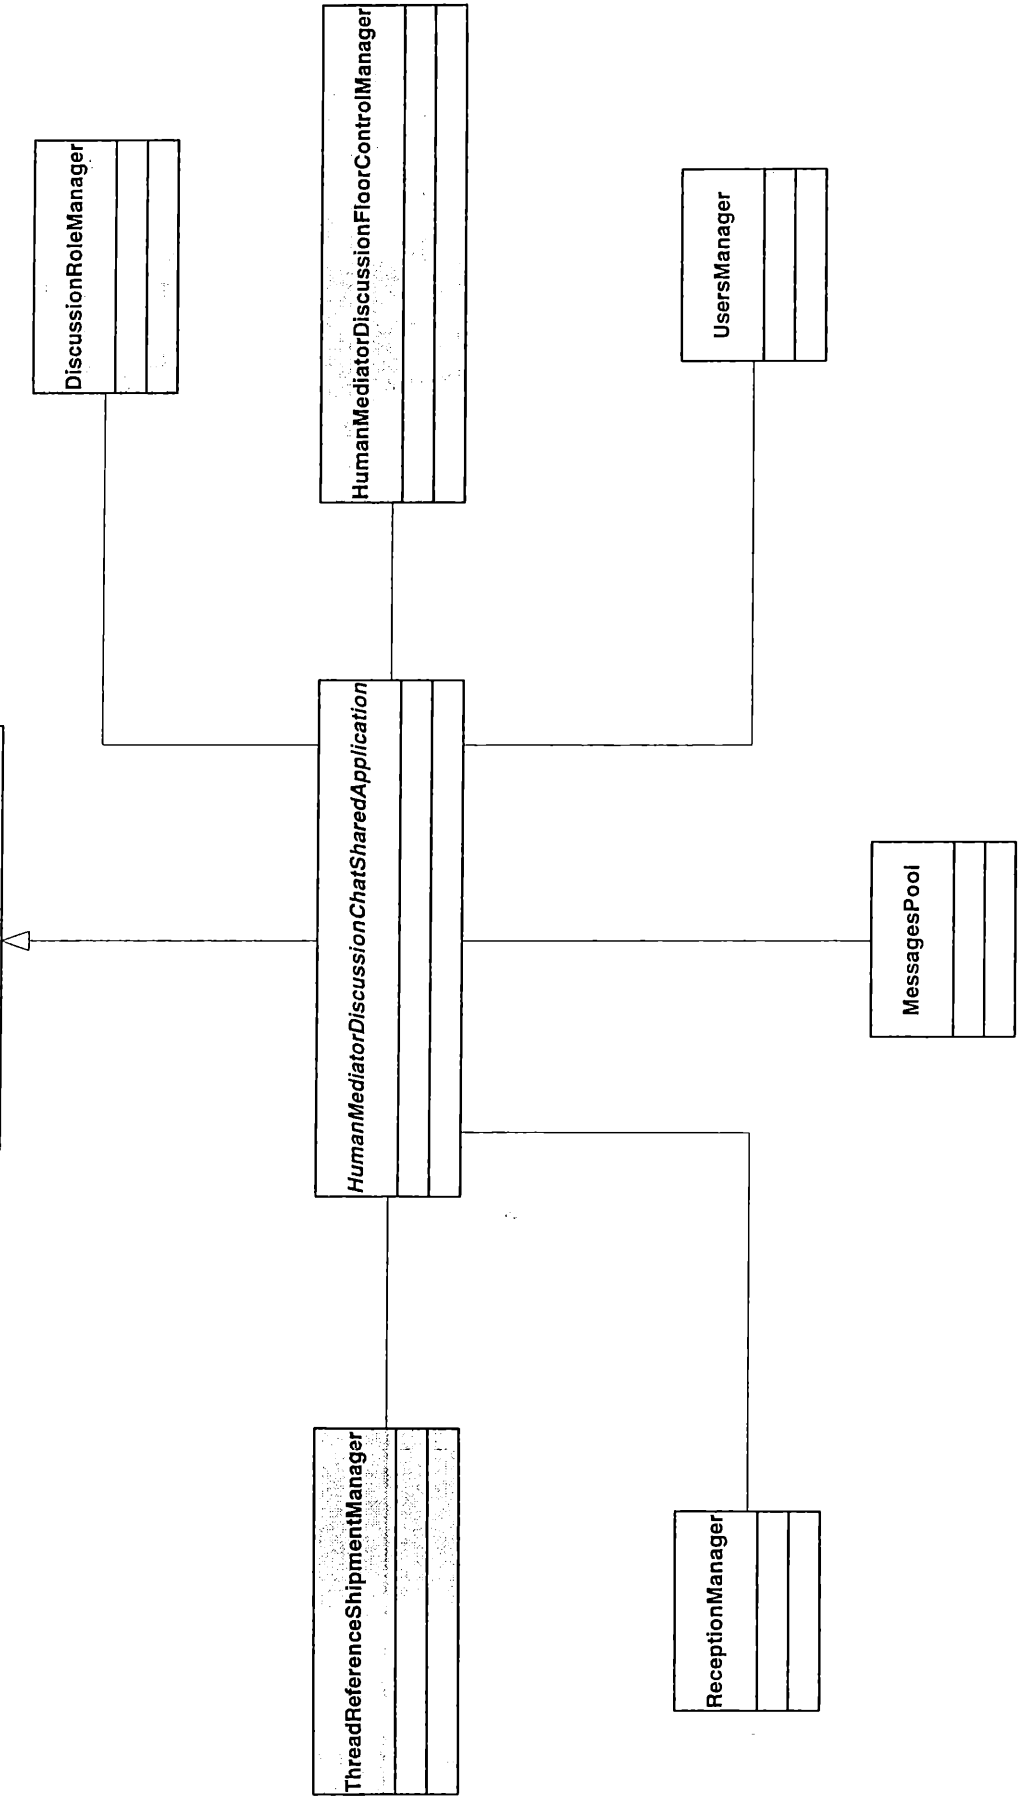 HumanMediatorDiscussionChatSharedApplication
ThreadReferenceShipmentManager
HumanMediatorDiscussionFloorControlManager
DiscussionRoleManager
ReceptionManager
MessagesPool
UsersManager